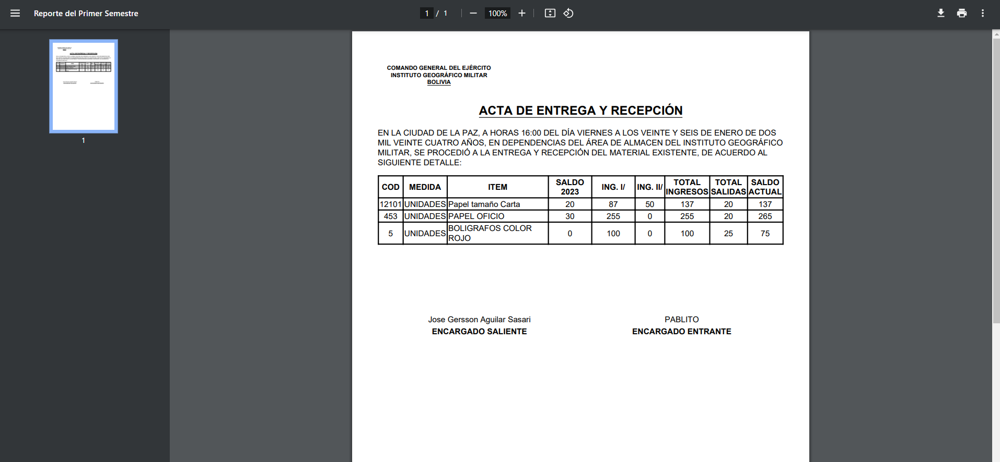 Reporte del Primer Semestre
1 / 1
100%
1
COMANDO GENERAL DEL EJÉRCITO
INSTITUTO GEOGRÁFICO MILITAR
BOLIVIA
ACTA DE ENTREGA Y RECEPCIÓN
EN LA CIUDAD DE LA PAZ, A HORAS 16:00 DEL DÍA VIERNES A LOS VEINTE Y SEIS DE ENERO DE DOS
MIL VEINTE CUATRO AÑOS, EN DEPENDENCIAS DEL ÁREA DE ALMACEN DEL INSTITUTO GEOGRÁFICO
MILITAR, SE PROCEDIÓ A LA ENTREGA Y RECEPCIÓN DEL MATERIAL EXISTENTE, DE ACUERDO AL
SIGUIENTE DETALLE:
COD MEDIDA ITEM SALDO 2023 ING. I/ ING. II/ TOTAL INGRESOS TOTAL SALIDAS SALDO ACTUAL
12101 UNIDADES Papel tamaño Carta 20 87 50 137 20 137
453 UNIDADES PAPEL OFICIO 30 255 0 255 20 265
5 UNIDADES BOLIGRAFOS COLOR ROJO 0 100 0 100 25 75
Jose Gersson Aguilar Sasari PABLITO
ENCARGADO SALIENTE ENCARGADO ENTRANTE